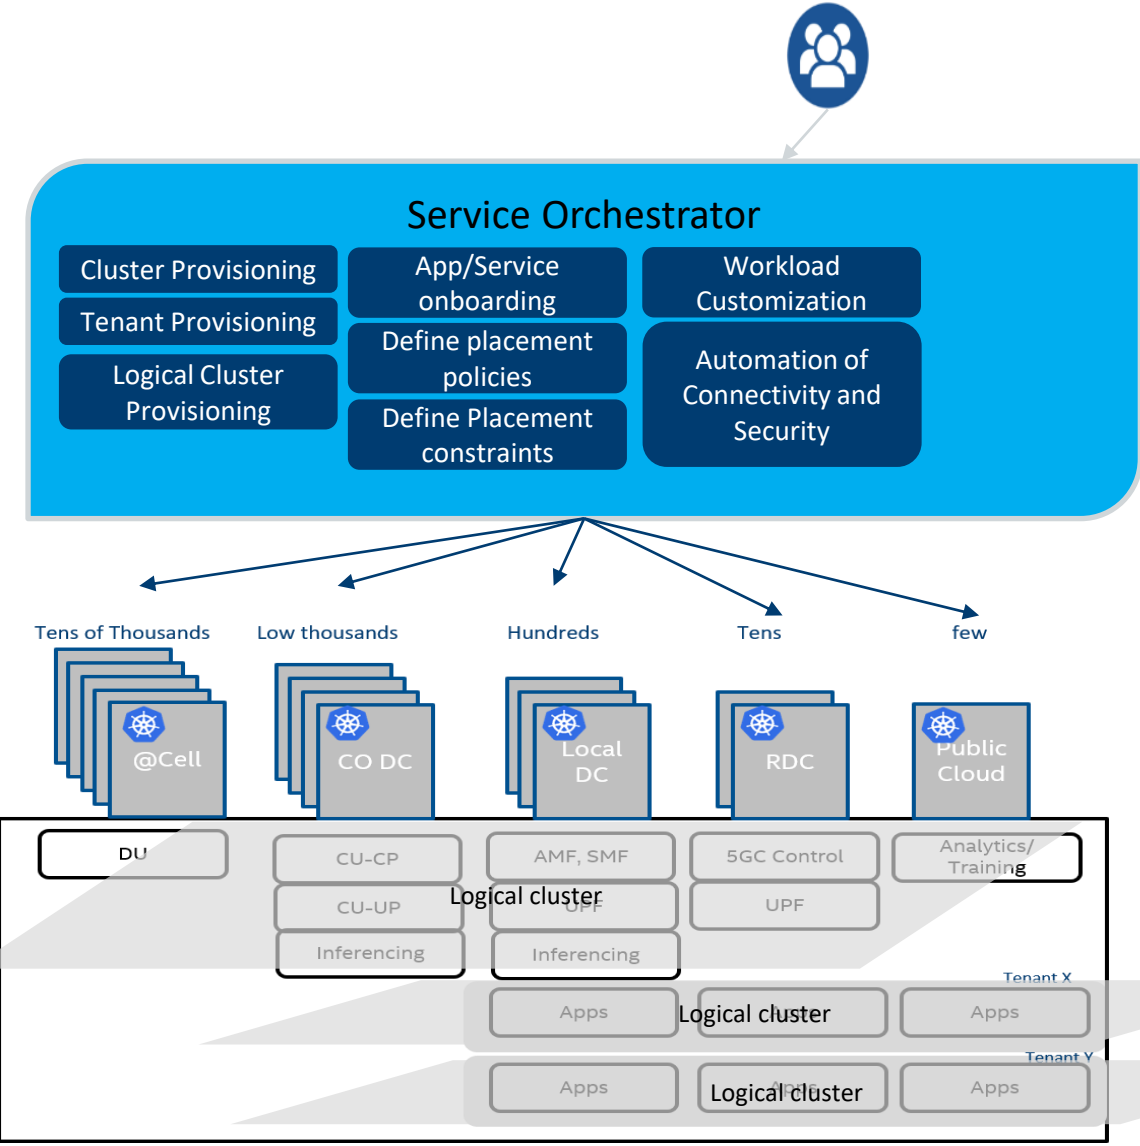 Service Orchestrator
Cluster Provisioning
Tenant Provisioning
Logical Cluster
Provisioning
App/Service
onboarding
Define placement
policies
Define Placement
constraints
Workload
Customization
Automation of
Connectivity and
Security
Tens of Thousands
Low thousands
Hundreds
Tens
few
@Cell
CO DC
Local
DC
RDC
Public
Cloud
DU
CU-CP
CU-UP
Inferencing
AMF, SMF
UPF
Inferencing
5GC Control
UPF
Analytics/
Training
Logical cluster
Tenant X
Apps
Apps
Apps
Logical cluster
Tenant Y
Apps
Apps
Apps
Logical cluster